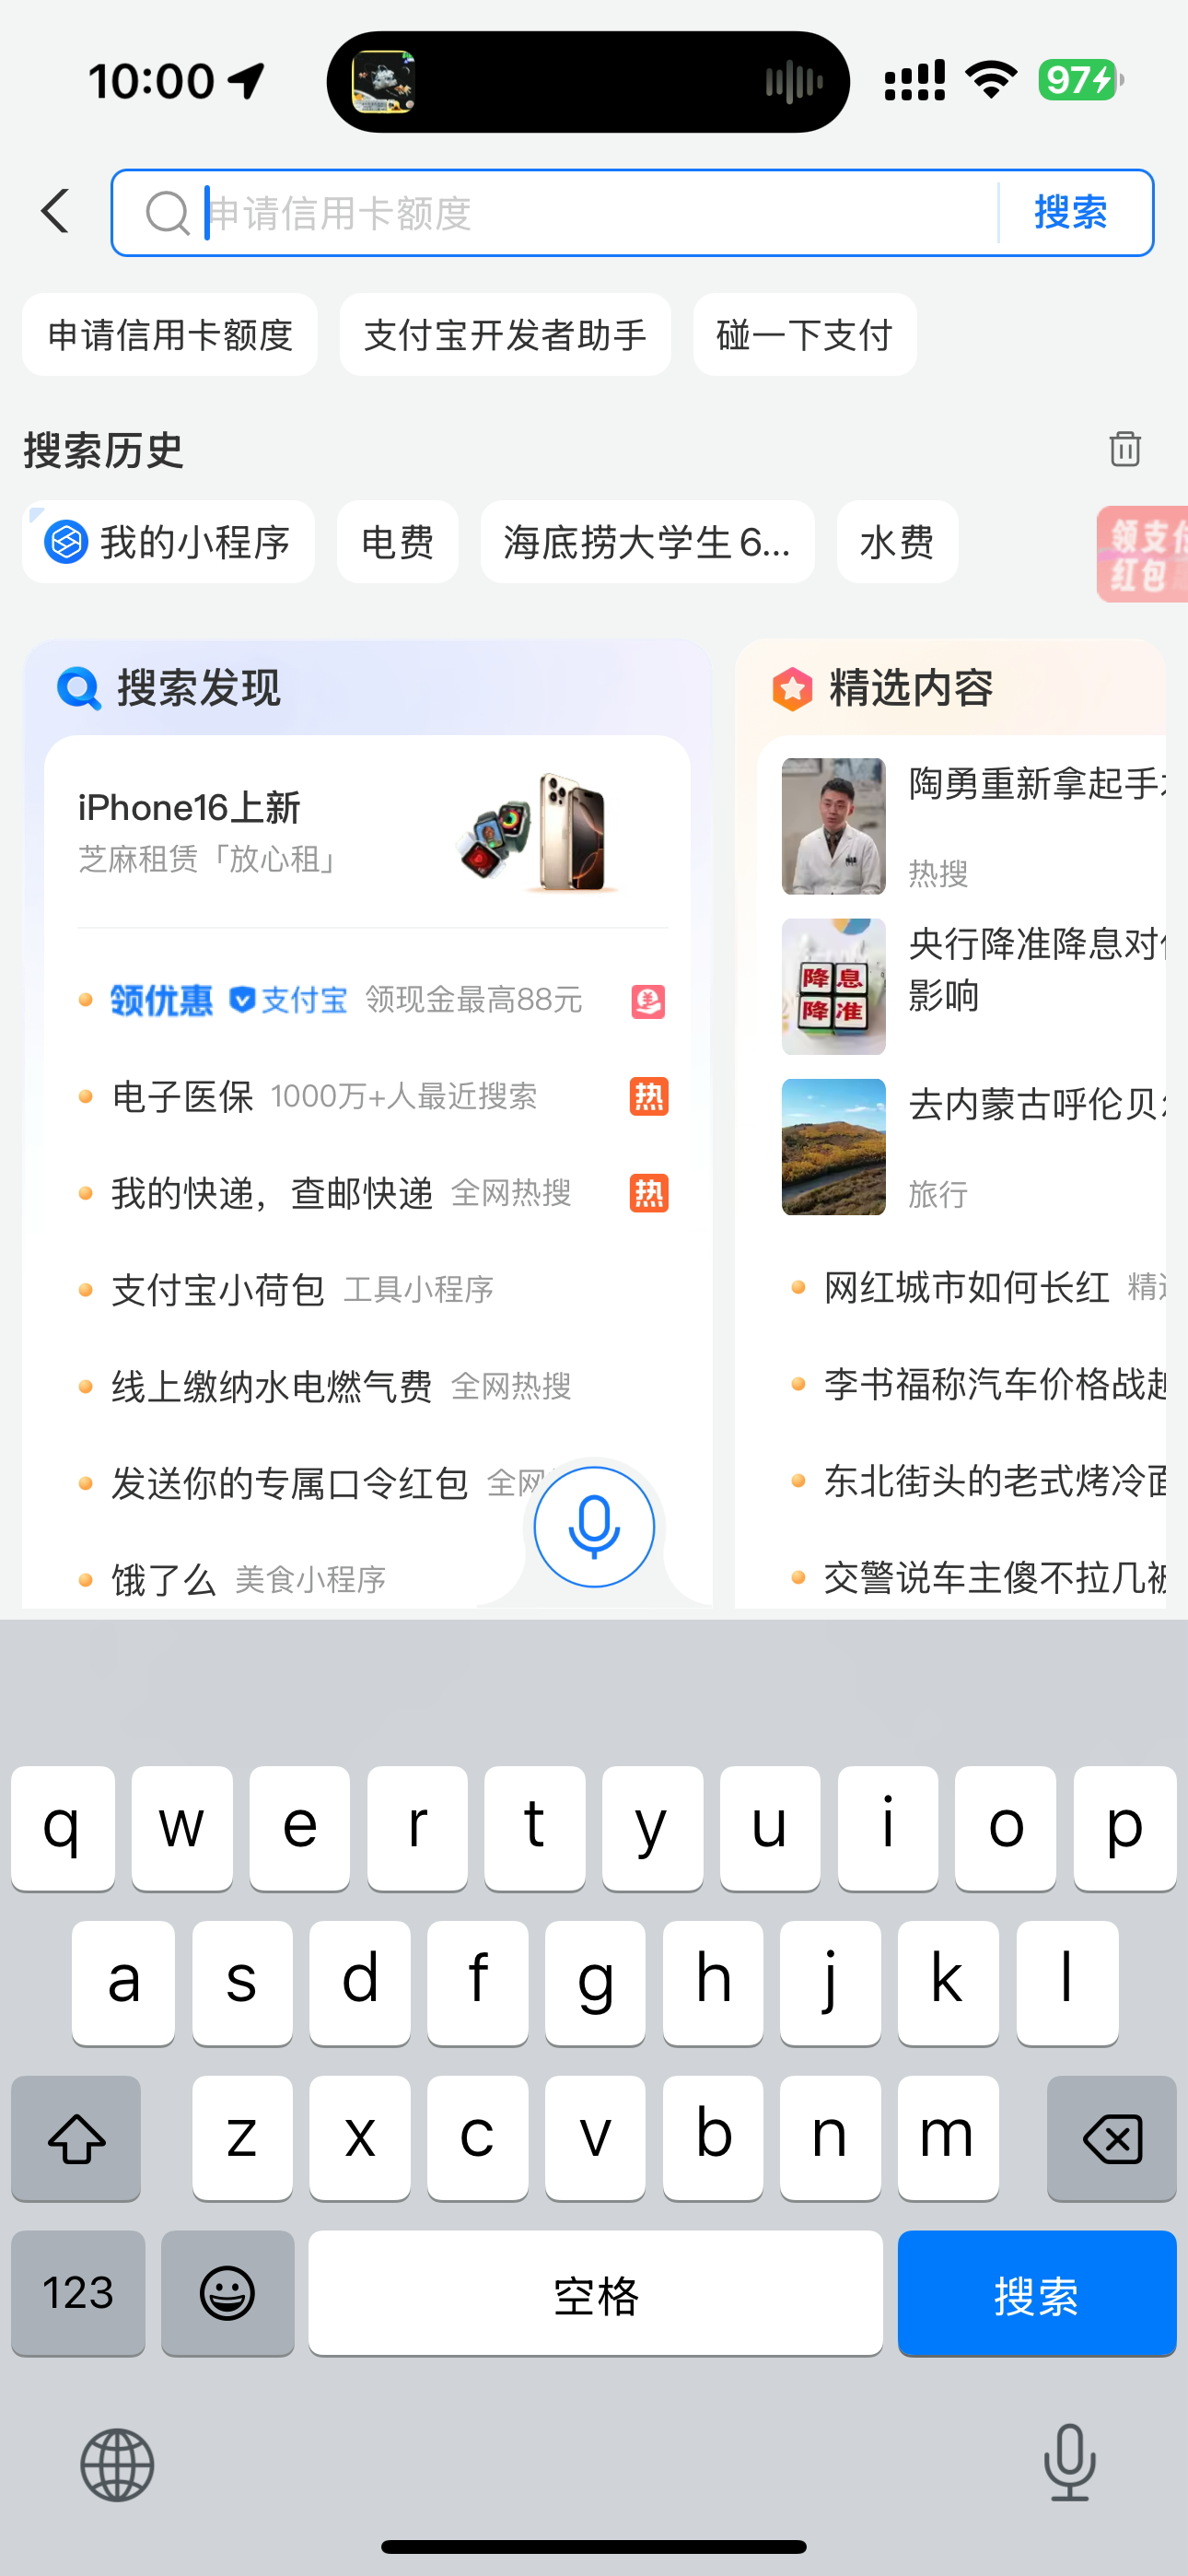 10:00
97
申请信用卡额度
搜索
申请信用卡额度
支付宝开发者助手
碰一下支付
搜索历史
我的小程序
电费
海底捞大学生6...
水费
领支付
红包
搜索发现
iPhone16上新
芝麻租赁「放心租」
领优惠 支付宝 领现金最高88元
电子医保 1000万+人最近搜索 热
我的快递，查邮快递 全网热搜 热
支付宝小荷包 工具小程序
线上缴纳水电燃气费 全网热搜
发送你的专属口令红包 全网
饿了么 美食小程序
精选内容
陶勇重新拿起手
热搜
降息
降准
央行降准降息对
影响
去内蒙古呼伦贝
旅行
网红城市如何长红 精
李书福称汽车价格战越
东北街头的老式烤冷面
交警说车主傻不拉几被
q w e r t y u i o p
a s d f g h j k l
z x c v b n m
123
空格
搜索